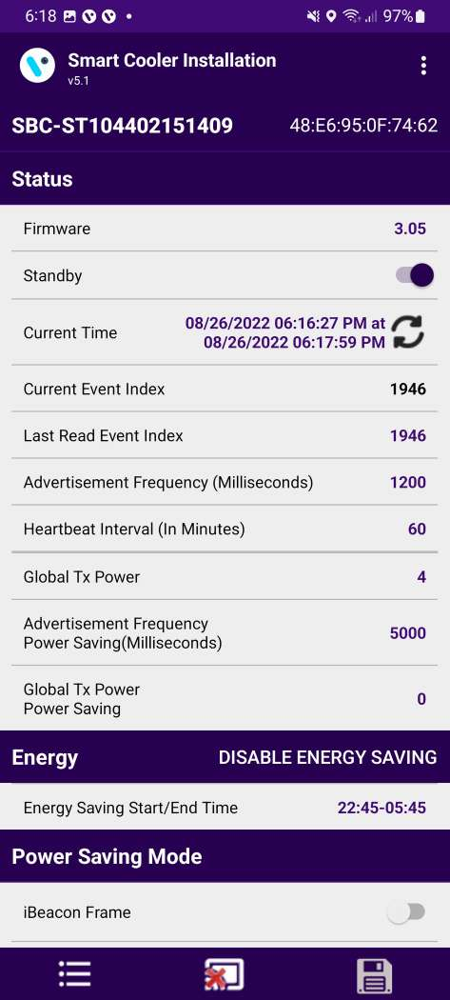 6:18
97%
Smart Cooler Installation
v5.1
SBC-ST104402151409 48:E6:95:0F:74:62
Status
Firmware 3.05
Standby
Current Time 08/26/2022 06:16:27 PM at
08/26/2022 06:17:59 PM
Current Event Index 1946
Last Read Event Index 1946
Advertisement Frequency (Milliseconds) 1200
Heartbeat Interval (In Minutes) 60
Global Tx Power 4
Advertisement Frequency
Power Saving(Milliseconds) 5000
Global Tx Power
Power Saving 0
Energy DISABLE ENERGY SAVING
Energy Saving Start/End Time 22:45-05:45
Power Saving Mode
iBeacon Frame